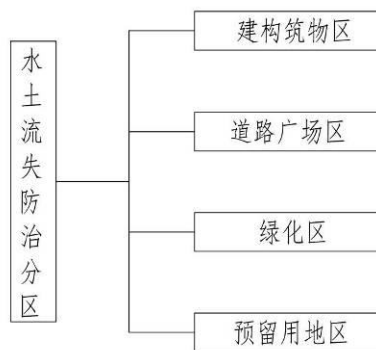 水土流失防治分区
建构筑物区
道路广场区
绿化区
预留用地区